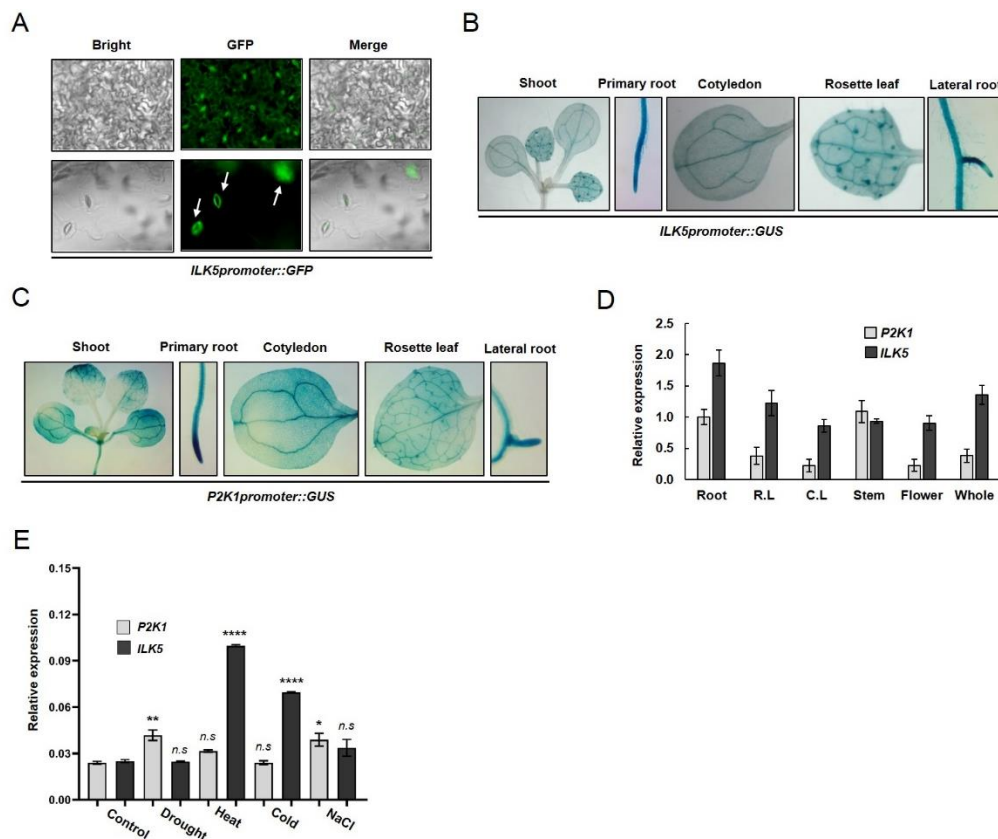 A
Bright GFP Merge
ILK5promoter::GFP
B
Shoot Primary root Cotyledon Rosette leaf Lateral root
ILK5promoter::GUS
C
Shoot Primary root Cotyledon Rosette leaf Lateral root
P2K1promoter::GUS
D
Relative expression
2.5
2.0
1.5
1.0
0.5
0.0
P2K1
ILK5
Root R.L C.L Stem Flower Whole
E
Relative expression
0.15
0.12
0.09
0.06
0.03
0.00
P2K1
ILK5
** n.s n.s **** n.s **** * n.s
Control Drought Heat Cold NaCl